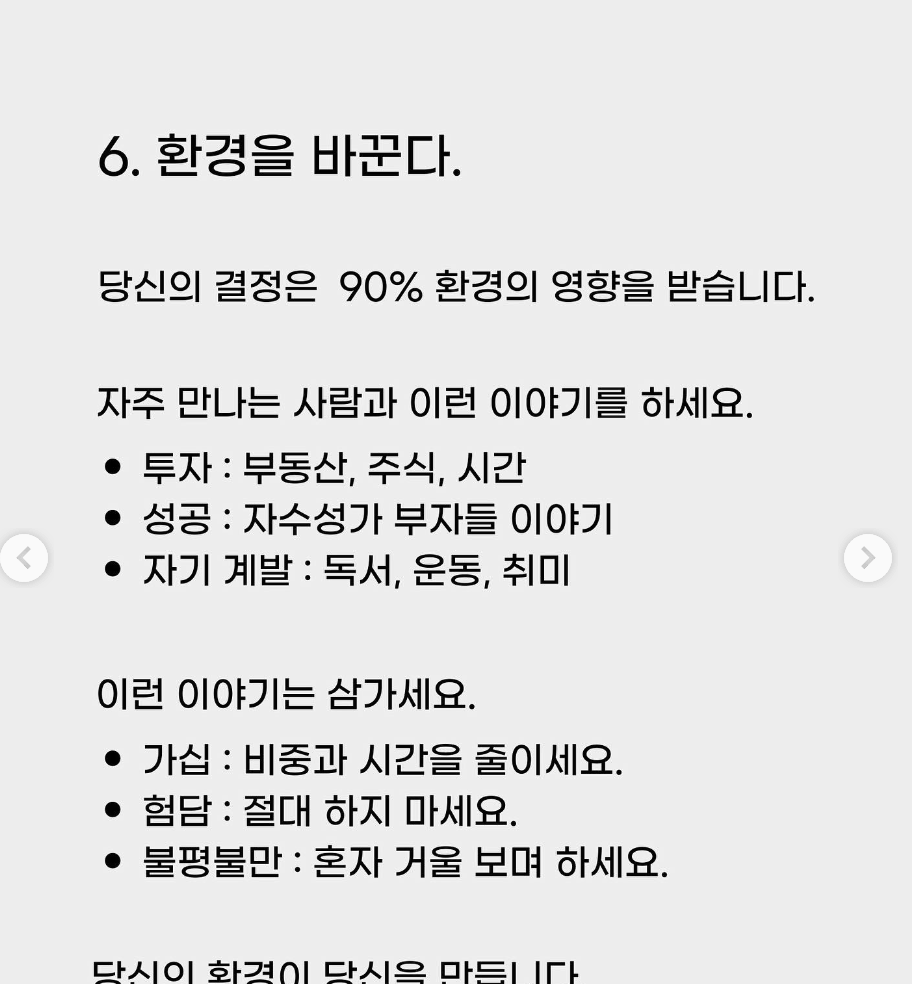 6. 환경을 바꾼다.
당신의 결정은 90% 환경의 영향을 받습니다.
자주 만나는 사람과 이런 이야기를 하세요.
• 투자 : 부동산, 주식, 시간
• 성공 : 자수성가 부자들 이야기
• 자기 계발 : 독서, 운동, 취미
이런 이야기는 삼가세요.
• 가십 : 비중과 시간을 줄이세요.
• 험담 : 절대 하지 마세요.
• 불평불만 : 혼자 거울 보며 하세요.
당신의 환경이 당신을 만듭니다